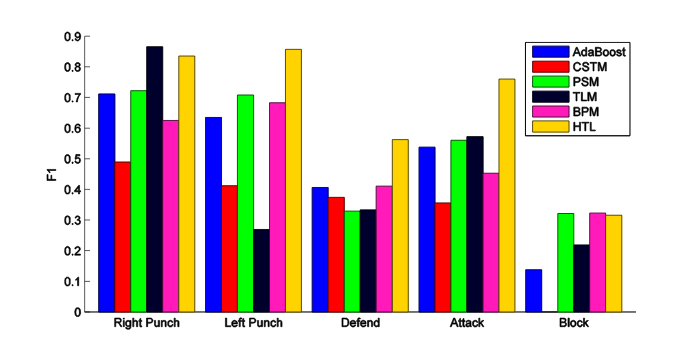 0.9
0.8
0.7
0.6
0.5
0.4
0.3
0.2
0.1
0
F1
Right Punch
Left Punch
Defend
Attack
Block
AdaBoost
CSTM
PSM
TLM
BPM
HTL